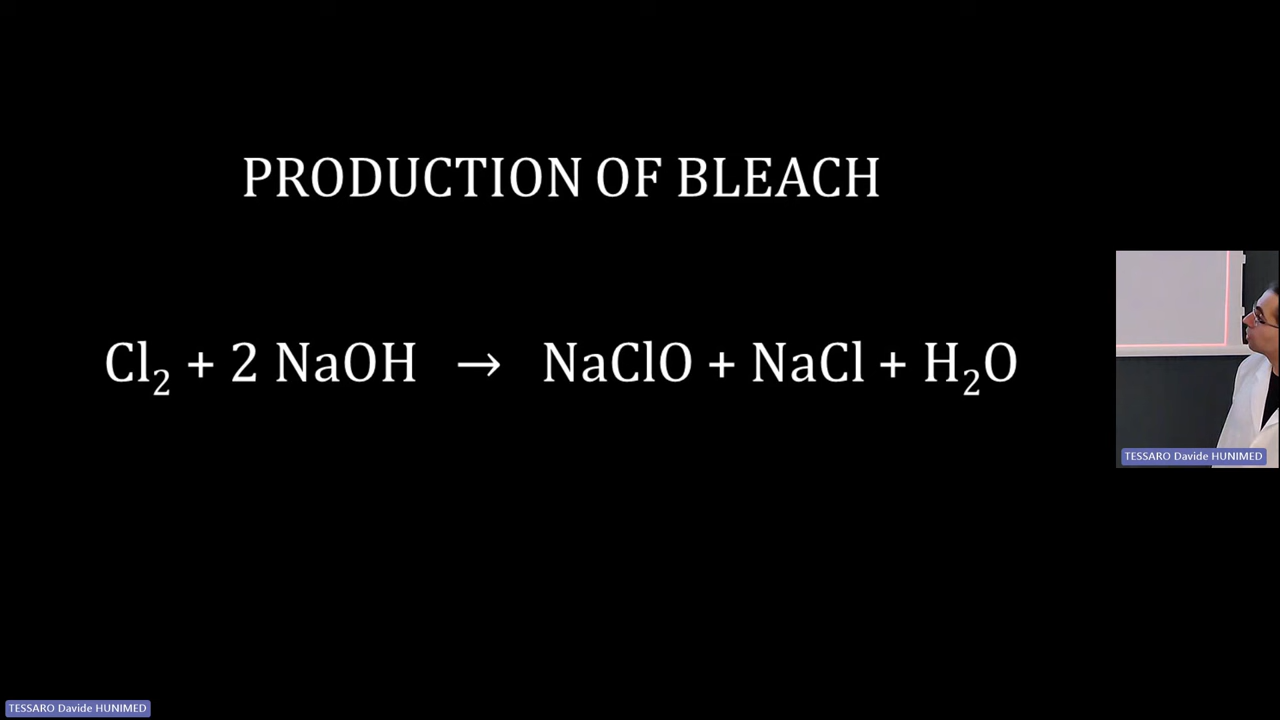 PRODUCTION OF BLEACH
Cl₂ + 2 NaOH → NaClO + NaCl + H₂O
TESSARO Davide HUNIMED
TESSARO Davide HUNIMED